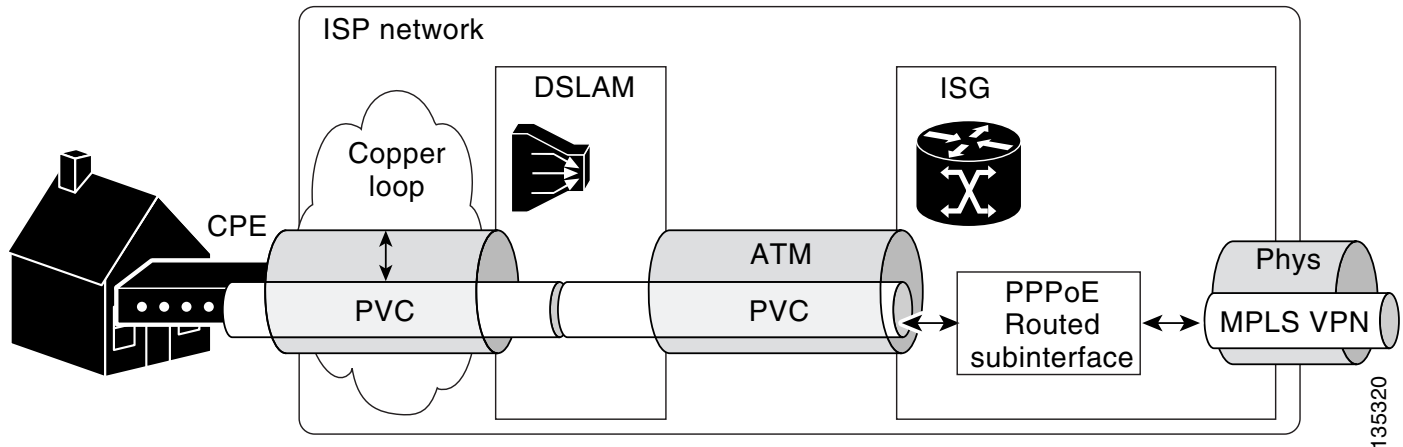 ISP network
DSLAM
ISG
Copper
loop
CPE
ATM
Phys
PVC
PVC
PPPoE
Routed
subinterface
MPLS VPN
135320